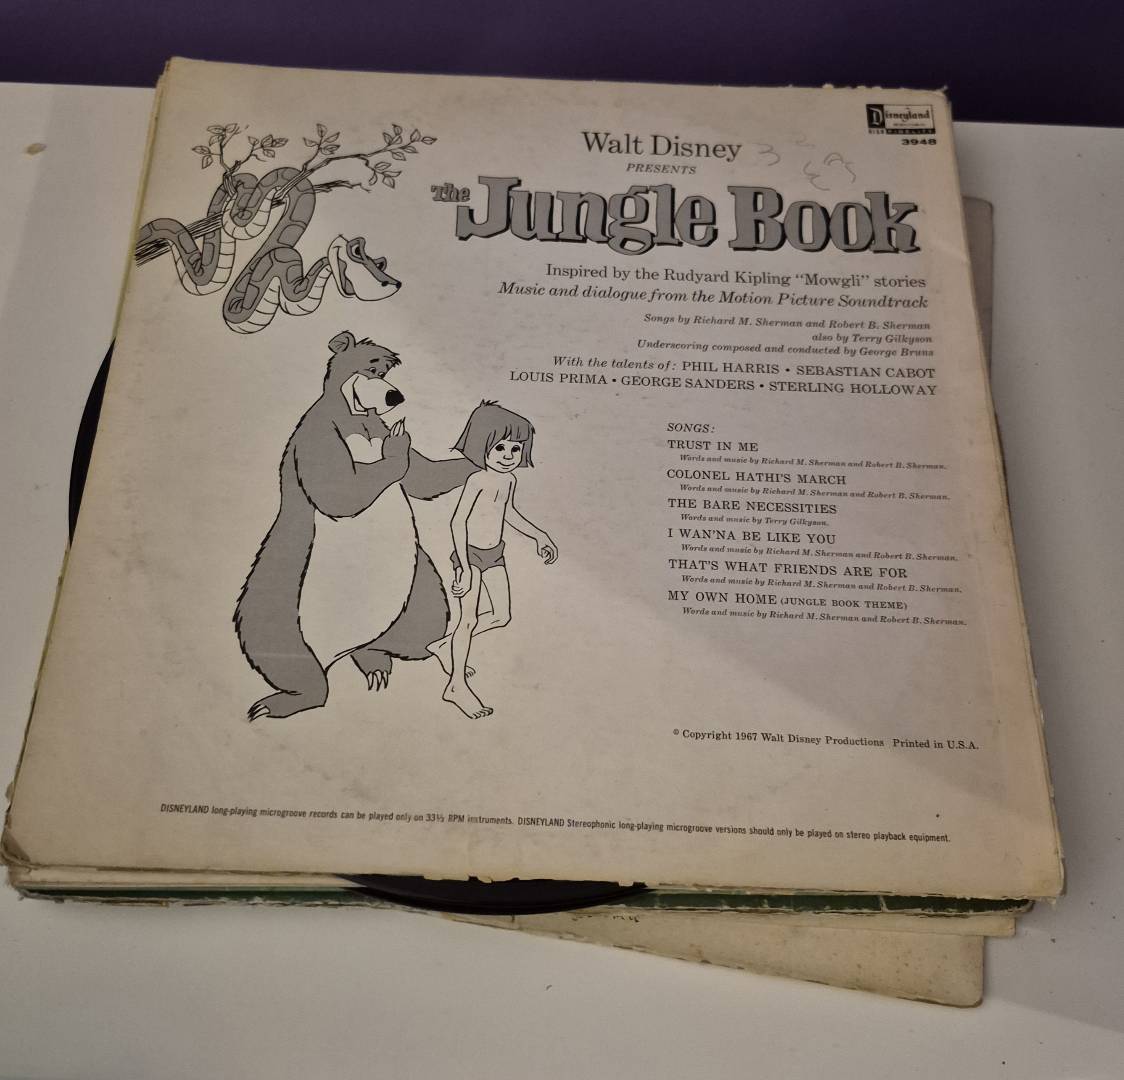 Disneyland
HIGH FIDELITY
3948
Walt Disney
PRESENTS
The Jungle Book
Inspired by the Rudyard Kipling “Mowgli” stories
Music and dialogue from the Motion Picture Soundtrack
Songs by Richard M. Sherman and Robert B. Sherman
also by Terry Gilkyson
Underscoring composed and conducted by George Bruns
With the talents of: PHIL HARRIS • SEBASTIAN CABOT
LOUIS PRIMA • GEORGE SANDERS • STERLING HOLLOWAY
SONGS:
TRUST IN ME
Words and music by Richard M. Sherman and Robert B. Sherman.
COLONEL HATHI'S MARCH
Words and music by Richard M. Sherman and Robert B. Sherman.
THE BARE NECESSITIES
Words and music by Terry Gilkyson.
I WAN'NA BE LIKE YOU
Words and music by Richard M. Sherman and Robert B. Sherman.
THAT'S WHAT FRIENDS ARE FOR
Words and music by Richard M. Sherman and Robert B. Sherman.
MY OWN HOME (JUNGLE BOOK THEME)
Words and music by Richard M. Sherman and Robert B. Sherman.
© Copyright 1967 Walt Disney Productions Printed in U.S.A.
DISNEYLAND long-playing microgroove records can be played only on 33⅓ RPM instruments. DISNEYLAND Stereophonic long-playing microgroove versions should only be played on stereo playback equipment.